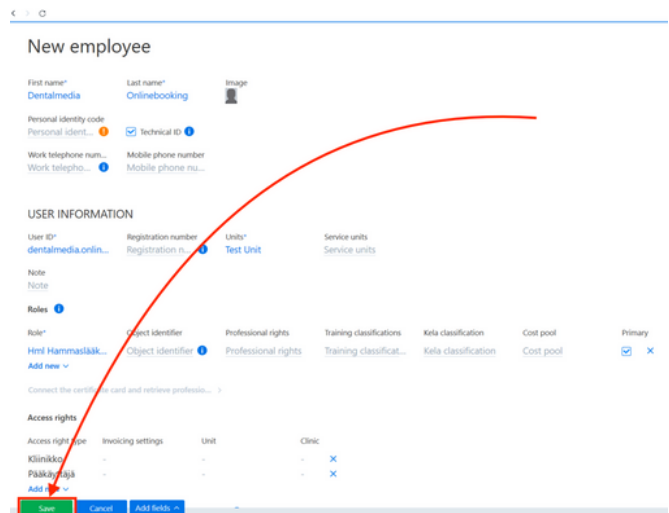 New employee
First name* Last name* Image
Dentalmedia Onlinebooking
Personal identity code
Personal ident... Technical ID
Work telephone num... Mobile phone number
Work telepho... Mobile phone nu...
USER INFORMATION
User ID* Registration number Units* Service units
dentalmedia.onlin... Registration n... Test Unit Service units
Note
Note
Roles
Role* Object identifier Professional rights Training classifications Kela classification Cost pool Primary
Hml Hammaslääk... Object identifier Professional rights Training classificat... Kela classification Cost pool
Add new
Connect the certificate card and retrieve professio...
Access rights
Access right type Invoicing settings Unit Clinic
Kliinikko - - -
Pääkäyttäjä - - -
Add new
Save Cancel Add fields